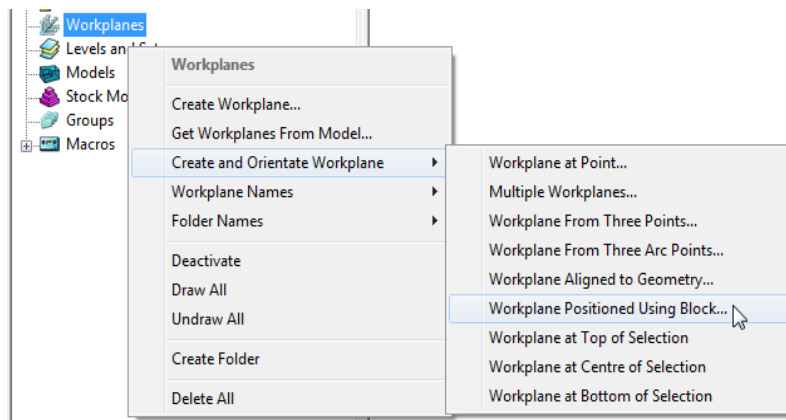 Workplanes
Levels an
Models
Stock Mo
Groups
Macros
Workplanes
Create Workplane...
Get Workplanes From Model...
Create and Orientate Workplane
Workplane Names
Folder Names
Deactivate
Draw All
Undraw All
Create Folder
Delete All
Workplane at Point...
Multiple Workplanes...
Workplane From Three Points...
Workplane From Three Arc Points...
Workplane Aligned to Geometry...
Workplane Positioned Using Block...
Workplane at Top of Selection
Workplane at Centre of Selection
Workplane at Bottom of Selection